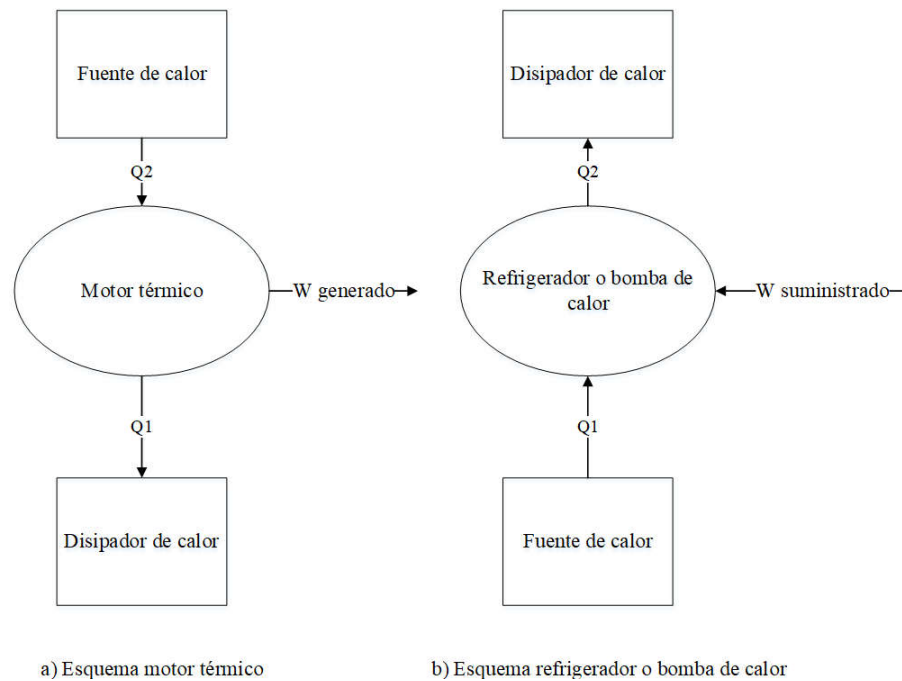 Fuente de calor
Q2
Motor térmico
W generado
Q1
Disipador de calor
a) Esquema motor térmico
Disipador de calor
Q2
Refrigerador o bomba de
calor
W suministrado
Q1
Fuente de calor
b) Esquema refrigerador o bomba de calor